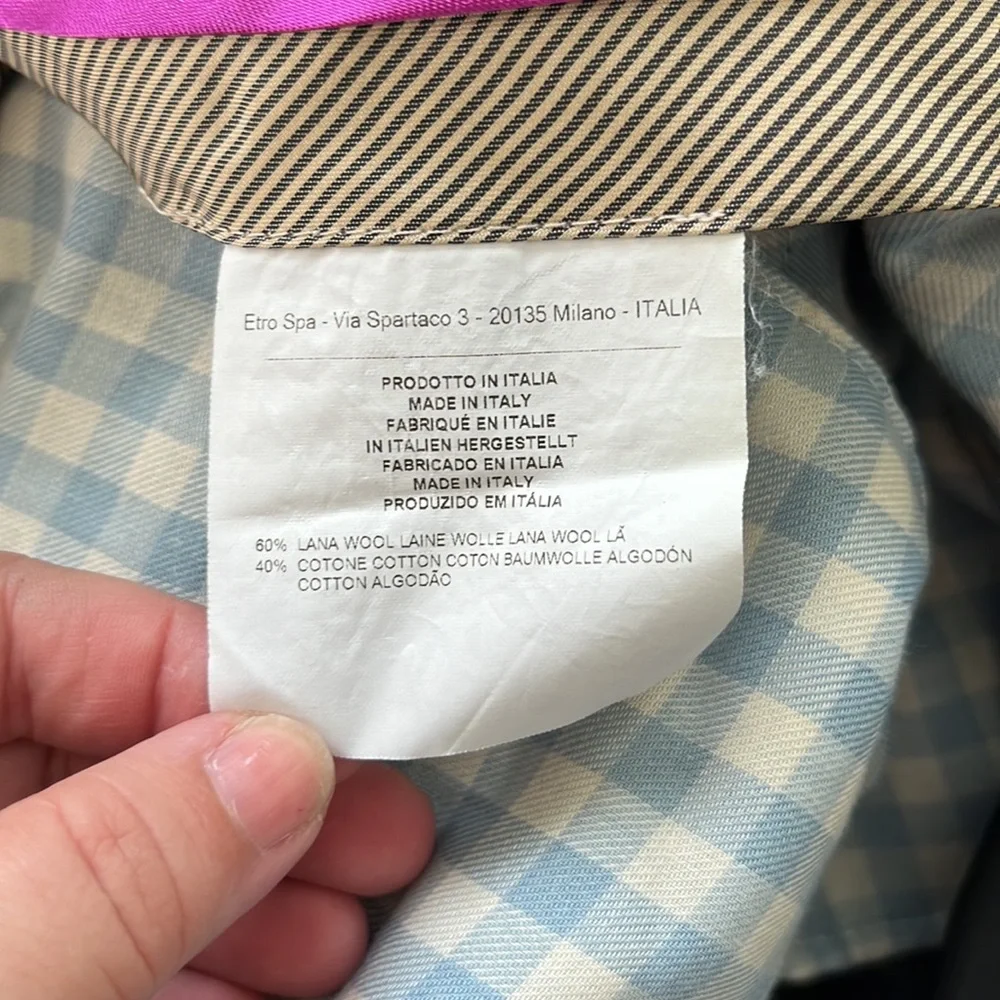 Etro Spa - Via Spartaco 3 - 20135 Milano - ITALIA
PRODOTTO IN ITALIA
MADE IN ITALY
FABRIQUÉ EN ITALIE
IN ITALIEN HERGESTELLT
FABRICADO EN ITALIA
MADE IN ITALY
PRODUZIDO EM ITÁLIA
60% LANA WOOL LAINE WOLLE LANA WOOL LÃ
40% COTONE COTTON COTON BAUMWOLLE ALGODÓN
COTTON ALGODÃO